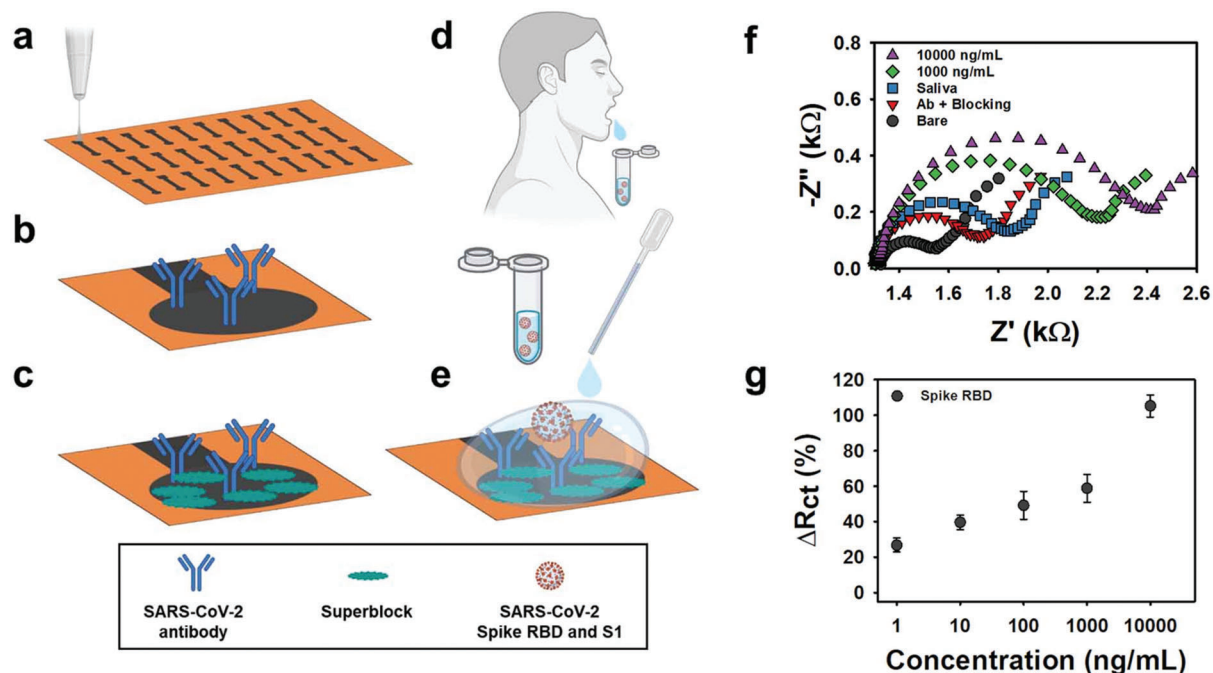 a
b
c
SARS-CoV-2
antibody
Superblock
SARS-CoV-2
Spike RBD and S1
d
e
f
-Z" (kΩ)
0.8
0.6
0.4
0.2
0.0
10000 ng/mL
1000 ng/mL
Saliva
Ab + Blocking
Bare
1.4 1.6 1.8 2.0 2.2 2.4 2.6
Z' (kΩ)
g
ΔRct (%)
120
100
80
60
40
20
0
Spike RBD
1 10 100 1000 10000
Concentration (ng/mL)